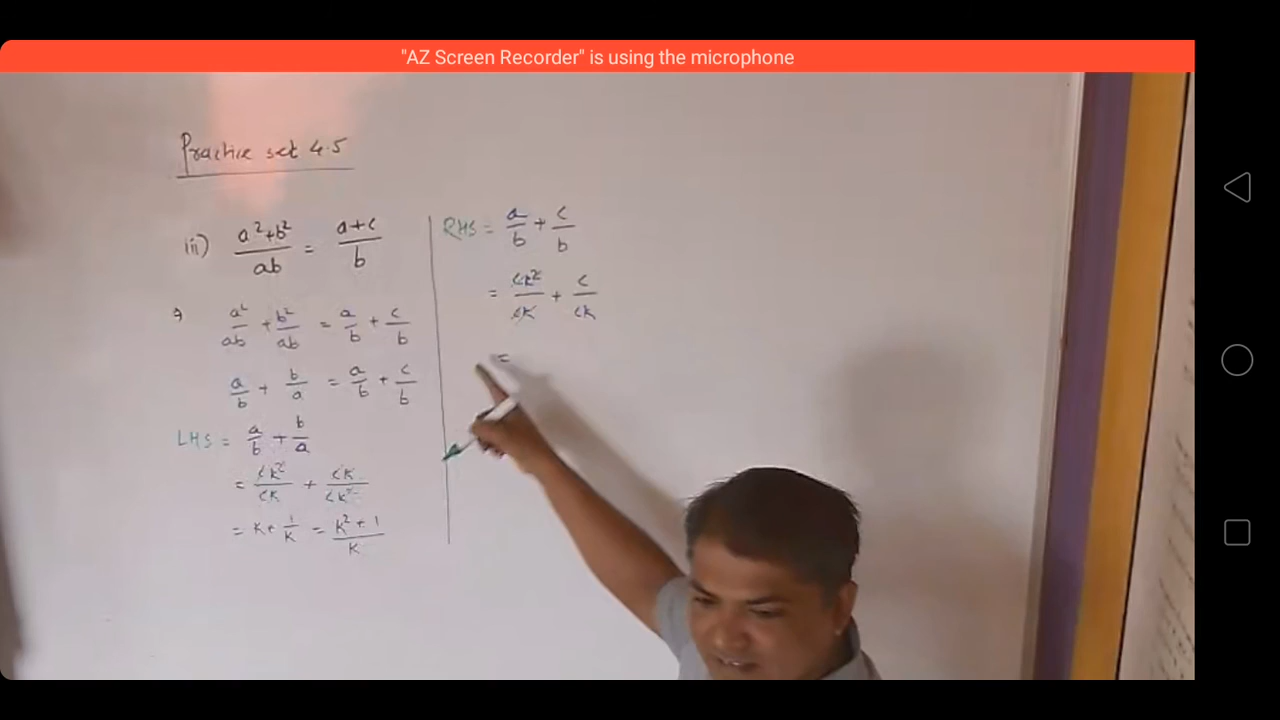 "AZ Screen Recorder" is using the microphone
Practice set 4.5
iii) a²+b²/ab = a+c/b
a²/ab + b²/ab = a/b + c/b
a/b + b/a = a/b + c/b
LHS = a/b + b/a
= ck²/ck + ck/ck²
= k + 1/k = k²+1/k
RHS = a/b + c/b
= ck²/ck + c/ck
=